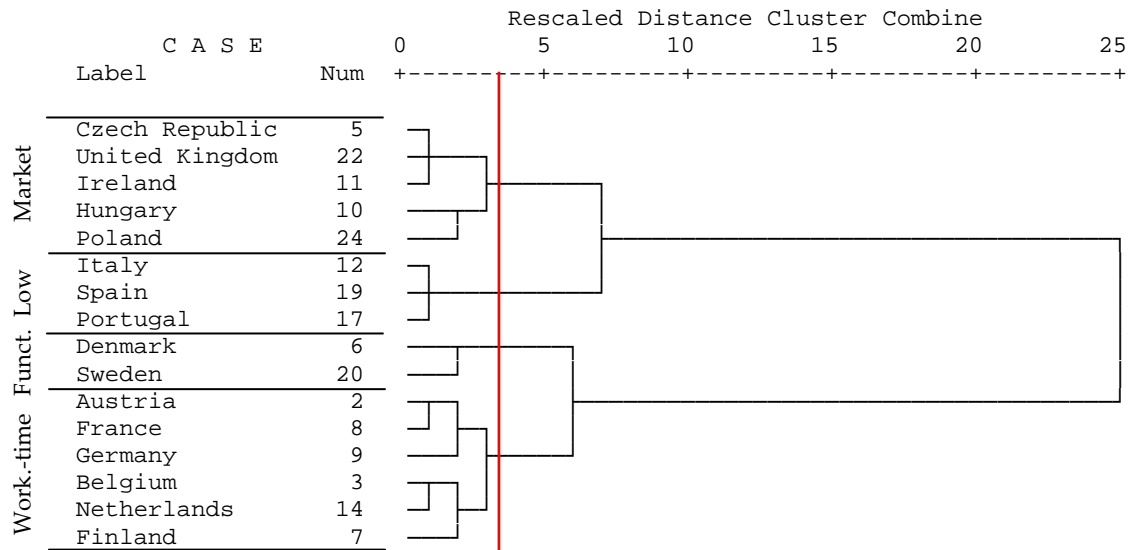 Rescaled Distance Cluster Combine
C A S E 0 5 10 15 20 25
Label Num +---------+---------+---------+---------+---------+
Market
Czech Republic 5
United Kingdom 22
Ireland 11
Hungary 10
Poland 24
Low
Italy 12
Spain 19
Portugal 17
Funct.
Denmark 6
Sweden 20
Work.-time
Austria 2
France 8
Germany 9
Belgium 3
Netherlands 14
Finland 7